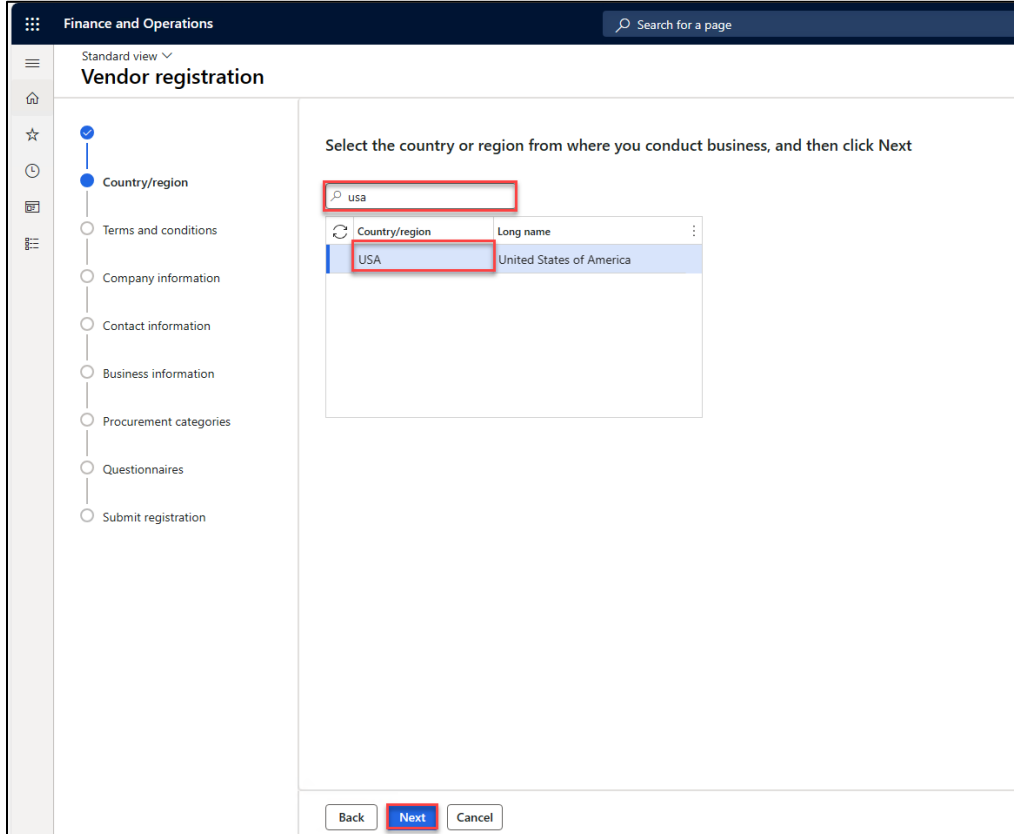 Finance and Operations
Search for a page
Standard view
Vendor registration
Country/region
Terms and conditions
Company information
Contact information
Business information
Procurement categories
Questionnaires
Submit registration
Select the country or region from where you conduct business, and then click Next
usa
Country/region Long name
USA United States of America
Back Next Cancel